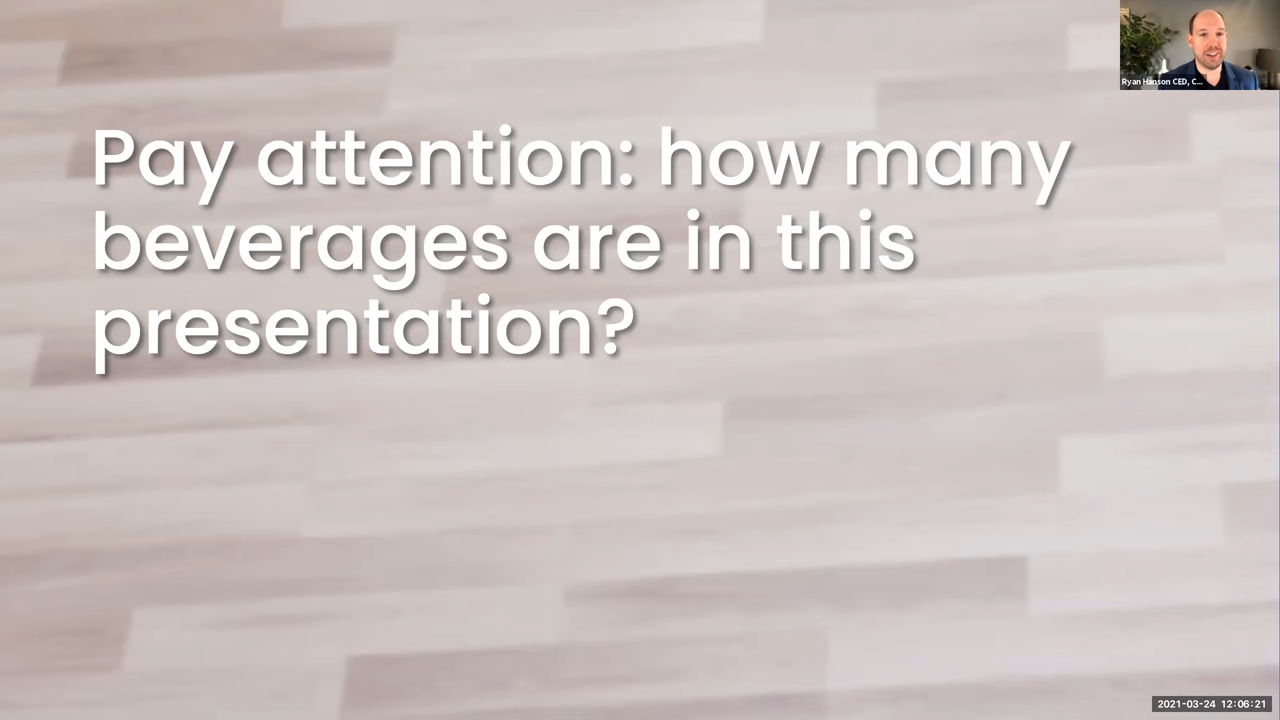 Ryan Hanson CED, C...
Pay attention: how many
beverages are in this
presentation?
2021-03-24 12:06:21